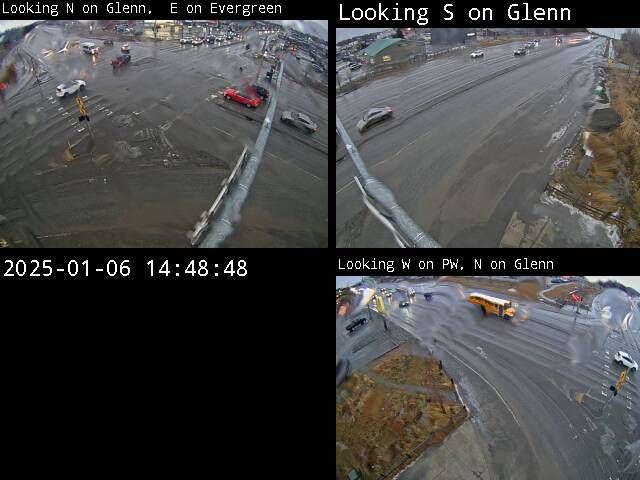 Looking N on Glenn,  E on Evergreen
Looking S on Glenn
2025-01-06 14:48:48
Looking W on PW, N on Glenn